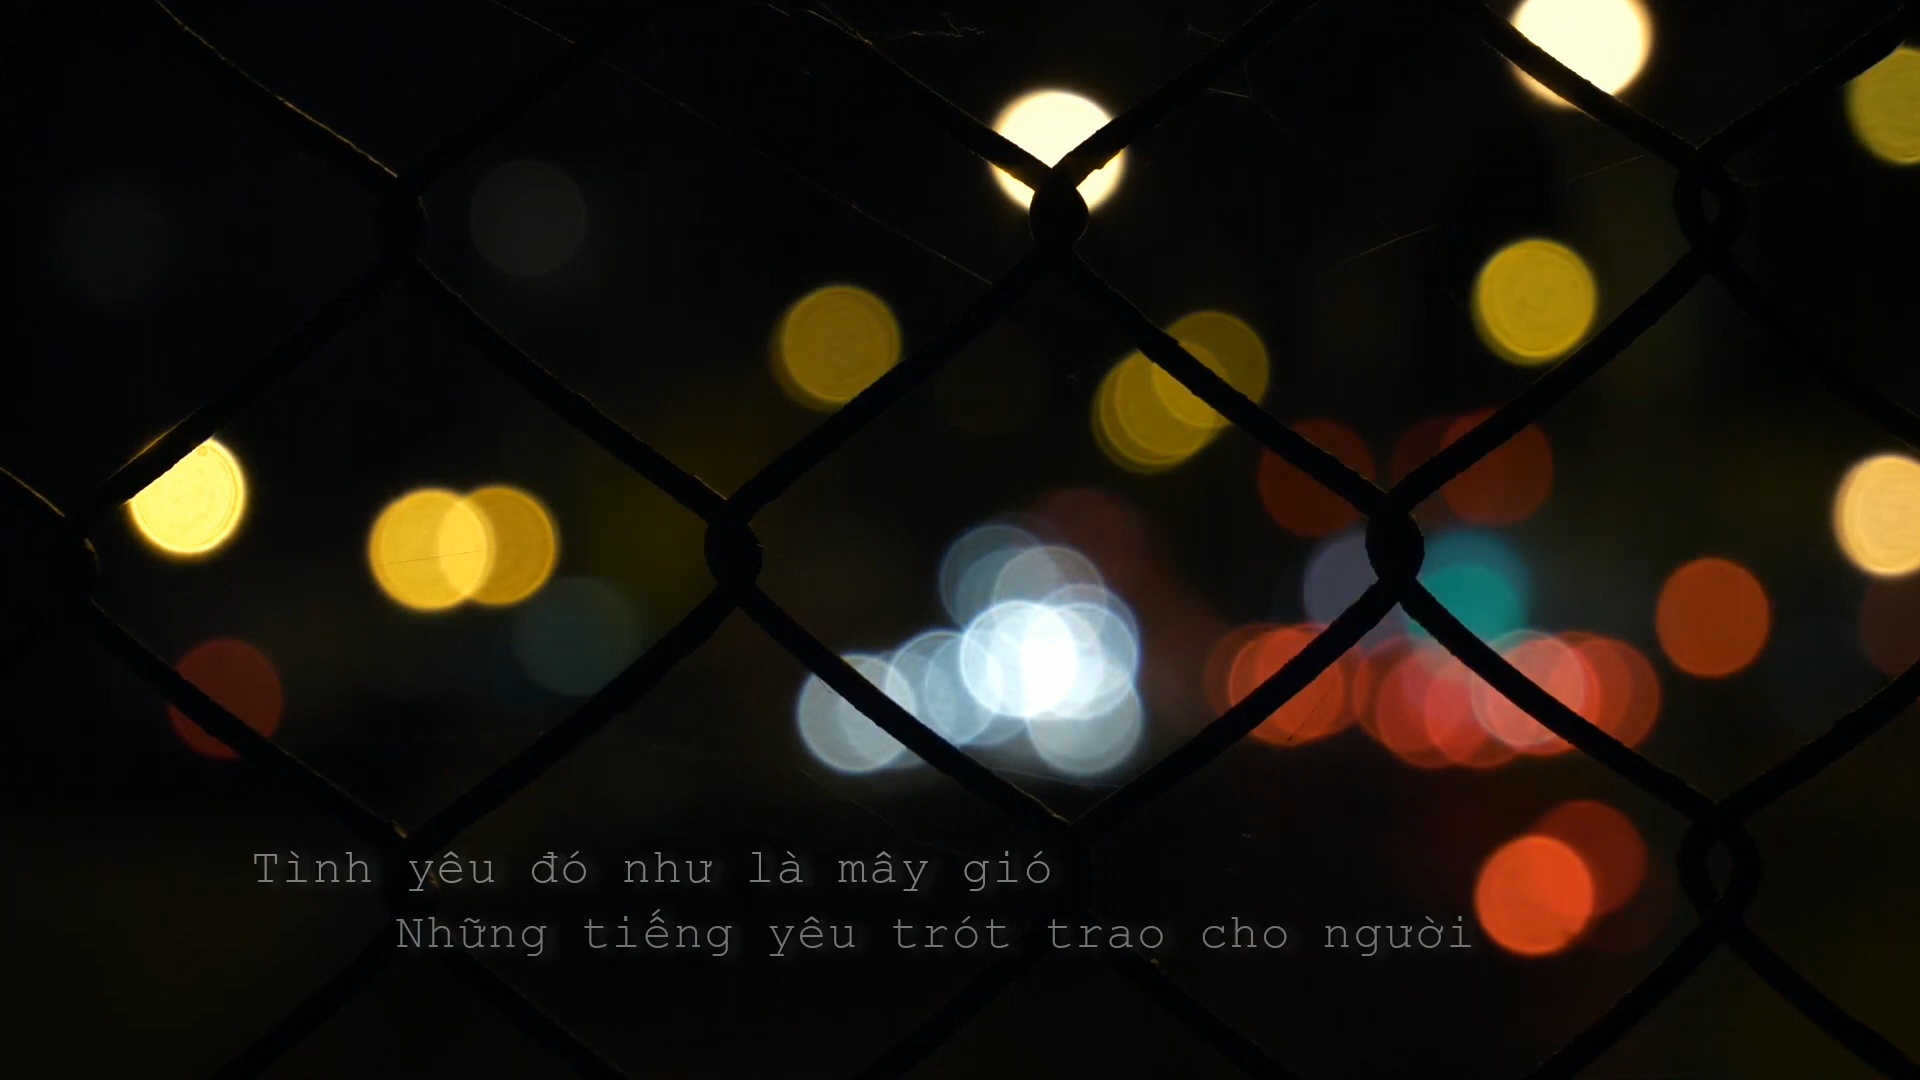 Tình yêu đó như là mây gió
Những tiếng yêu trót trao cho người